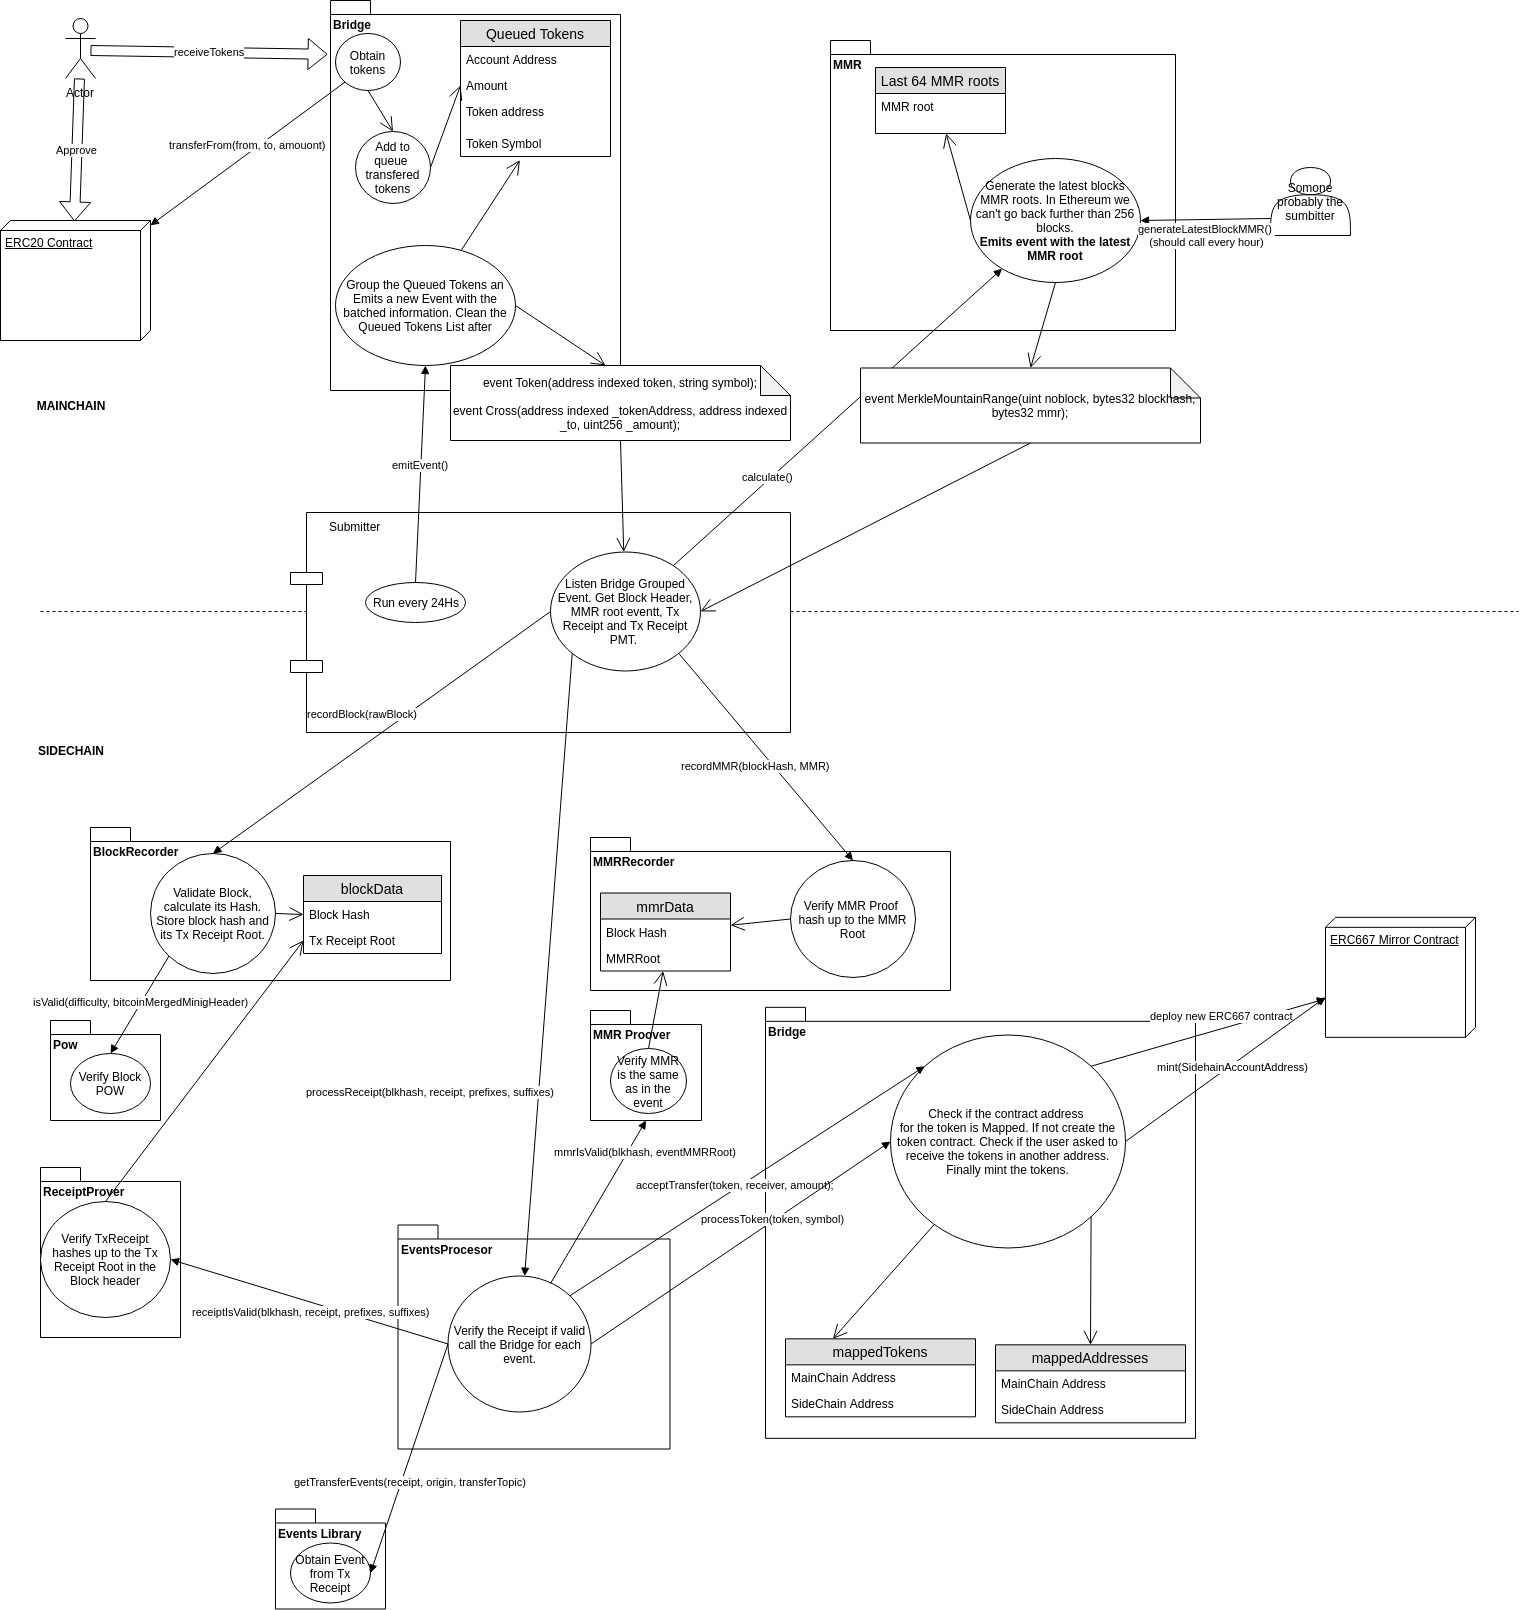 Actor
receiveTokens
Approve
transferFrom(from, to, amouont)
ERC20 Contract
Bridge
Obtain
tokens
Add to
queue
transfered
tokens
Queued Tokens
Account Address
Amount
Token address
Token Symbol
Group the Queued Tokens an
Emits a new Event with the
batched information. Clean the
Queued Tokens List after
MMR
Last 64 MMR roots
MMR root
Generate the latest blocks
MMR roots. In Ethereum we
can't go back further than 256
blocks.
Emits event with the latest
MMR root
Somone
probably the
sumbitter
generateLatestBlockMMR()
(should call every hour)
event Token(address indexed token, string symbol);
event Cross(address indexed _tokenAddress, address indexed
_to, uint256 _amount);
event MerkleMountainRange(uint noblock, bytes32 blockhash,
bytes32 mmr);
MAINCHAIN
emitEvent()
calculate()
Submitter
Run every 24Hs
Listen Bridge Grouped
Event. Get Block Header,
MMR root eventt, Tx
Receipt and Tx Receipt
PMT.
recordBlock(rawBlock)
SIDECHAIN
recordMMR(blockHash, MMR)
BlockRecorder
Validate Block,
calculate its Hash.
Store block hash and
its Tx Receipt Root.
blockData
Block Hash
Tx Receipt Root
MMRRecorder
mmrData
Block Hash
MMRRoot
Verify MMR Proof
hash up to the MMR
Root
ERC667 Mirror Contract
isValid(difficulty, bitcoinMergedMinigHeader)
Pow
Verify Block
POW
MMR Proover
Verify MMR
is the same
as in the
event
Bridge
deploy new ERC667 contract
mint(SidehainAccountAddress)
Check if the contract address
for the token is Mapped. If not create the
token contract. Check if the user asked to
receive the tokens in another address.
Finally mint the tokens.
processReceipt(blkhash, receipt, prefixes, suffixes)
mmrIsValid(blkhash, eventMMRRoot)
acceptTransfer(token, receiver, amount);
processToken(token, symbol)
ReceiptProver
Verify TxReceipt
hashes up to the Tx
Receipt Root in the
Block header
EventsProcesor
receiptIsValid(blkhash, receipt, prefixes, suffixes)
Verify the Receipt if valid
call the Bridge for each
event.
mappedTokens
MainChain Address
SideChain Address
mappedAddresses
MainChain Address
SideChain Address
getTransferEvents(receipt, origin, transferTopic)
Events Library
Obtain Event
from Tx
Receipt